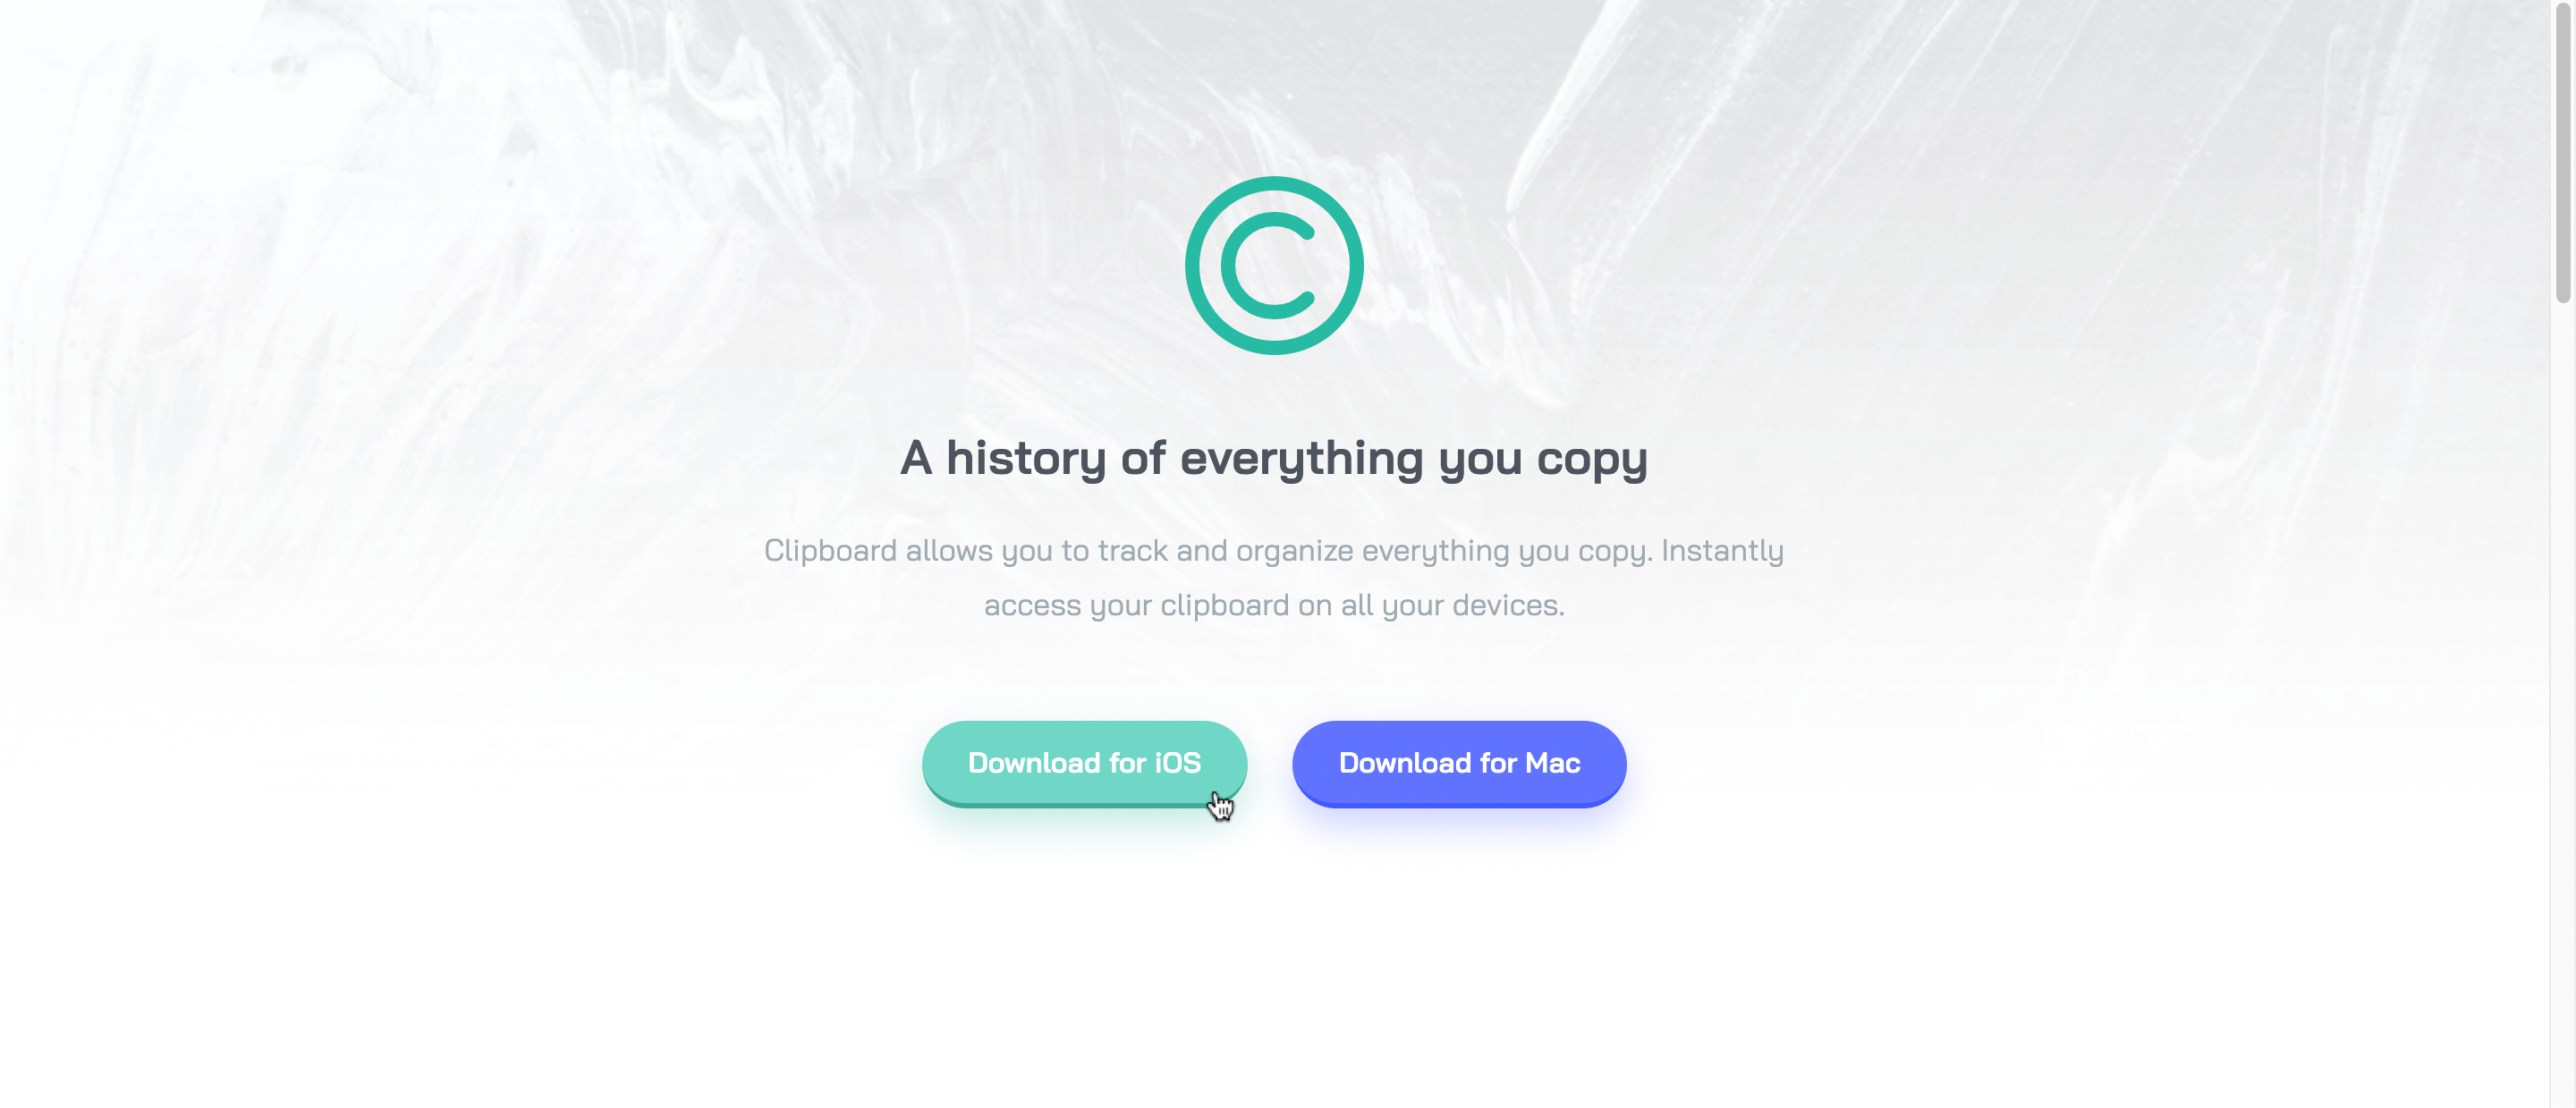 C
A history of everything you copy
Clipboard allows you to track and organize everything you copy. Instantly
access your clipboard on all your devices.
Download for iOS
Download for Mac